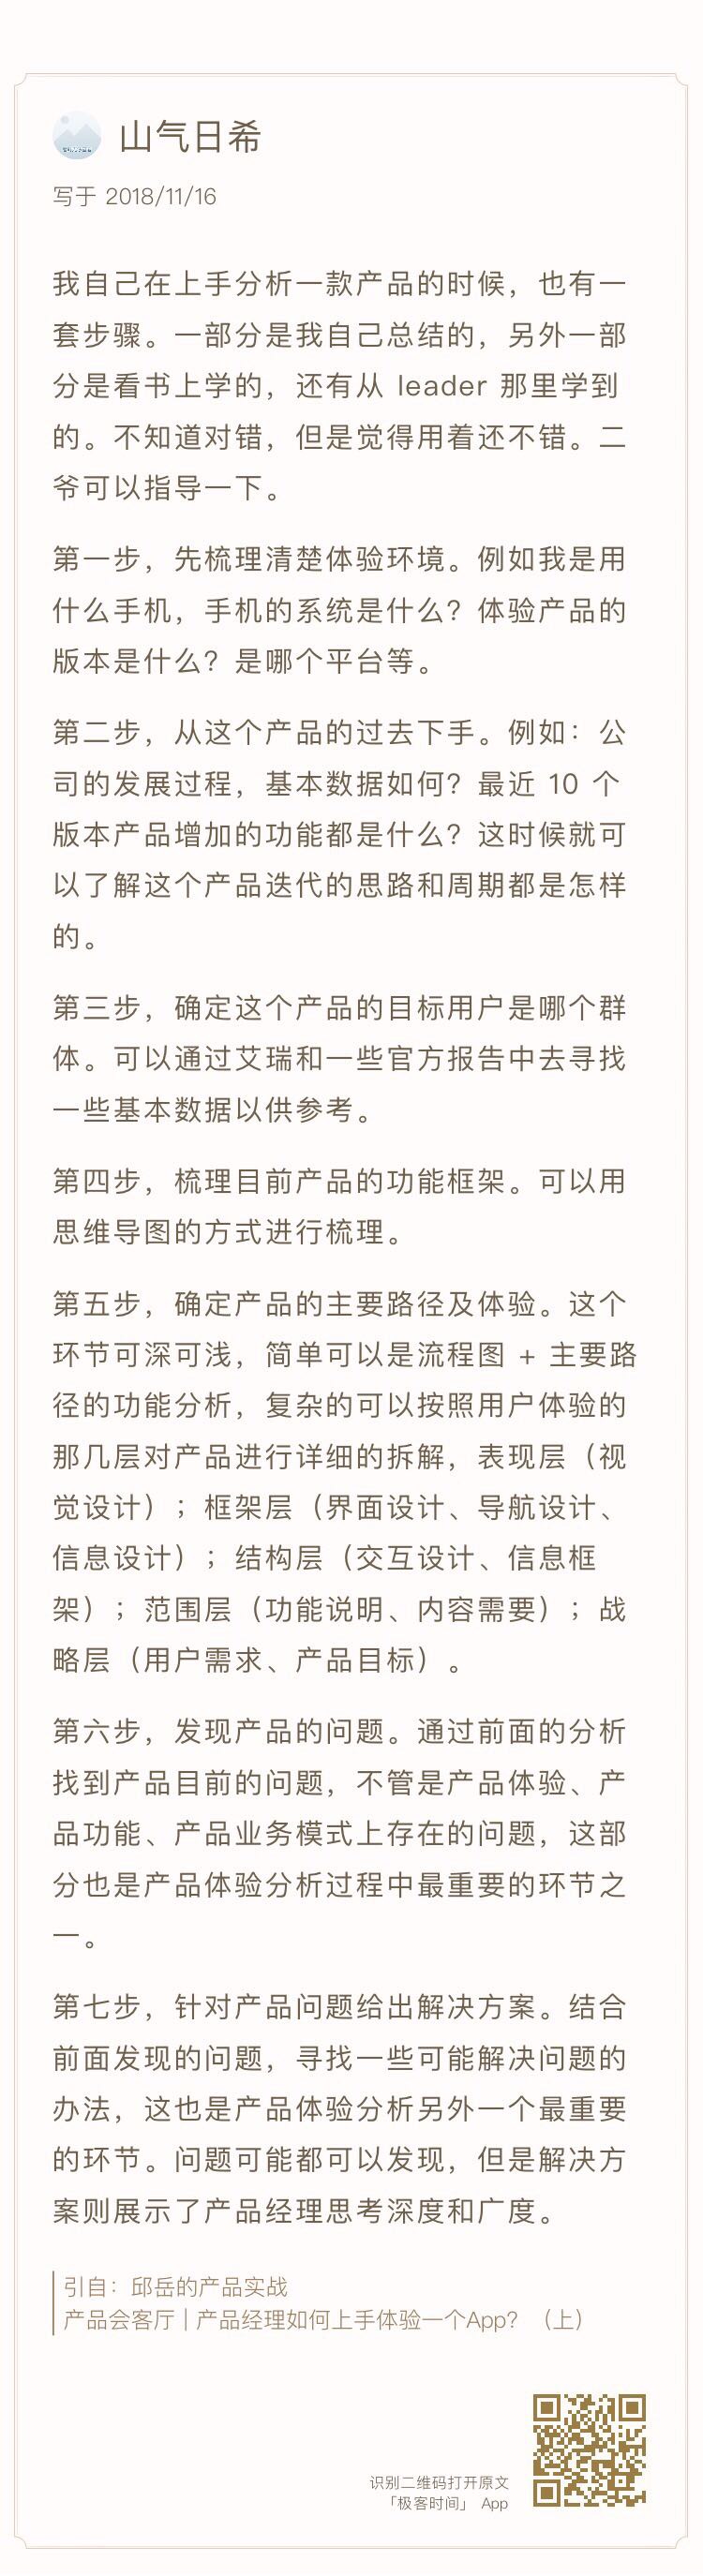 山气日希
写于 2018/11/16
我自己在上手分析一款产品的时候，也有一
套步骤。一部分是我自己总结的，另外一部
分是看书上学的，还有从 leader 那里学到
的。不知道对错，但是觉得用着还不错。二
爷可以指导一下。
第一步，先梳理清楚体验环境。例如我是用
什么手机，手机的系统是什么？体验产品的
版本是什么？是哪个平台等。
第二步，从这个产品的过去下手。例如：公
司的发展过程，基本数据如何？最近 10 个
版本产品增加的功能都是什么？这时候就可
以了解这个产品迭代的思路和周期都是怎样
的。
第三步，确定这个产品的目标用户是哪个群
体。可以通过艾瑞和一些官方报告中去寻找
一些基本数据以供参考。
第四步，梳理目前产品的功能框架。可以用
思维导图的方式进行梳理。
第五步，确定产品的主要路径及体验。这个
环节可深可浅，简单可以是流程图 + 主要路
径的功能分析，复杂的可以按照用户体验的
那几层对产品进行详细的拆解，表现层（视
觉设计）；框架层（界面设计、导航设计、
信息设计）；结构层（交互设计、信息框
架）；范围层（功能说明、内容需要）；战
略层（用户需求、产品目标）。
第六步，发现产品的问题。通过前面的分析
找到产品目前的问题，不管是产品体验、产
品功能、产品业务模式上存在的问题，这部
分也是产品体验分析过程中最重要的环节之
一。
第七步，针对产品问题给出解决方案。结合
前面发现的问题，寻找一些可能解决问题的
办法，这也是产品体验分析另外一个最重要
的环节。问题可能都可以发现，但是解决方
案则展示了产品经理思考深度和广度。
引自：邱岳的产品实战
产品会客厅 | 产品经理如何上手体验一个App？（上）
识别二维码打开原文
「极客时间」 App